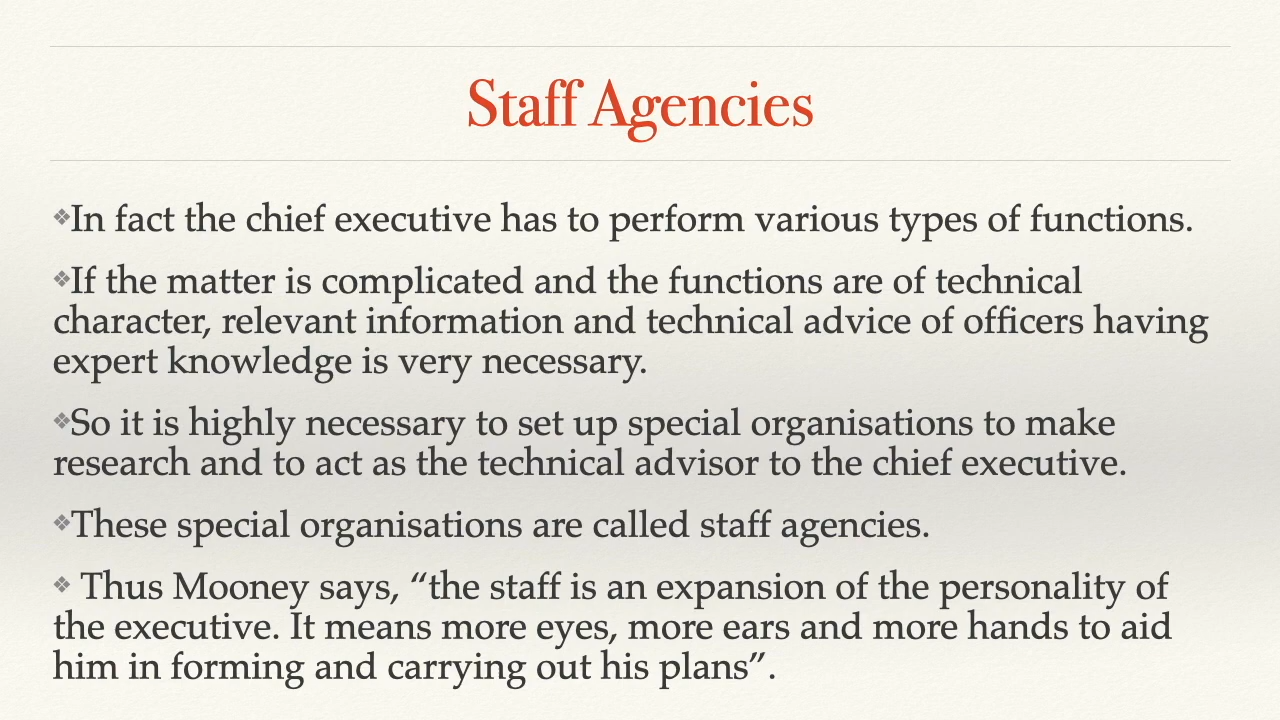 Staff Agencies
❖In fact the chief executive has to perform various types of functions.
❖If the matter is complicated and the functions are of technical
character, relevant information and technical advice of officers having
expert knowledge is very necessary.
❖So it is highly necessary to set up special organisations to make
research and to act as the technical advisor to the chief executive.
❖These special organisations are called staff agencies.
❖ Thus Mooney says, “the staff is an expansion of the personality of
the executive. It means more eyes, more ears and more hands to aid
him in forming and carrying out his plans”.